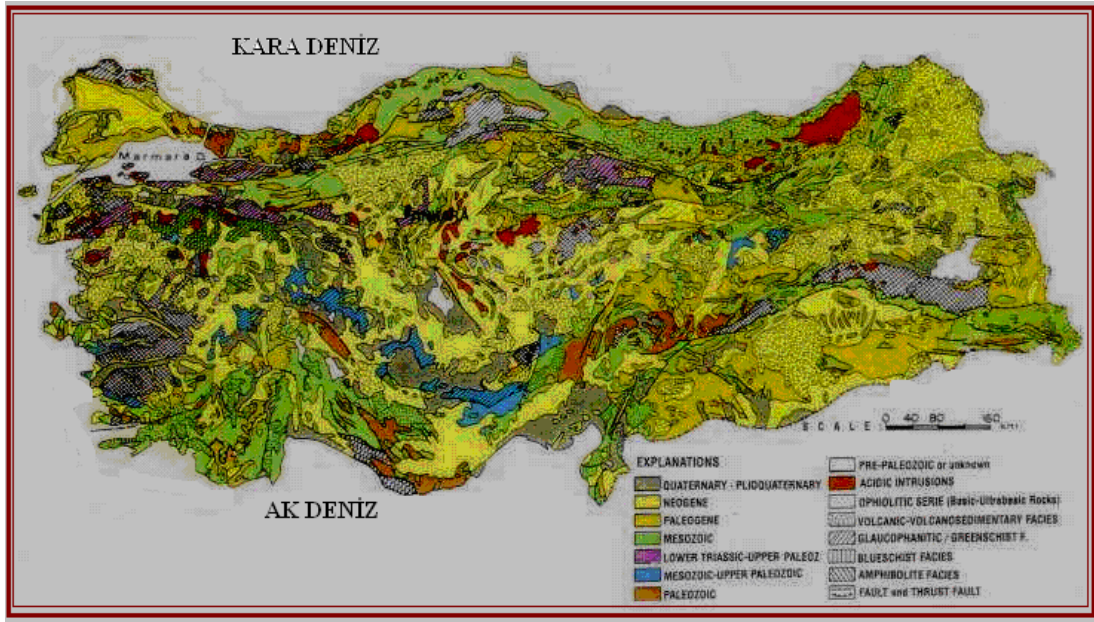 KARA DENİZ
Marmara D.
AK DENİZ
SCALE 0 40 80 160
EXPLANATIONS
QUATERNARY - PLIOQUATERNARY
NEOGENE
PALEOGENE
MESOZOIC
LOWER TRIASSIC-UPPER PALEOZ
MESOZOIC-UPPER PALEOZOIC
PALEOZOIC
PRE-PALEOZOIC or unknown
ACIDIC INTRUSIONS
OPHIOLITIC SERIE (Basic-Ultrabasic Rocks)
VOLCANIC-VOLCANOSEDIMENTARY FACIES
GLAUCOPHANITIC / GREENSCHIST F.
BLUESCHIST FACIES
AMPHIBOLITE FACIES
FAULT and THRUST FAULT